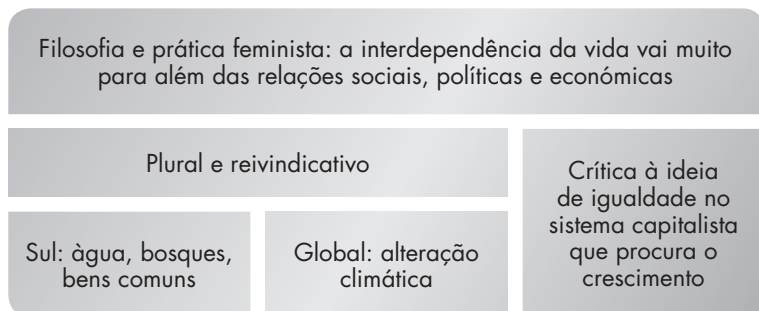 Filosofia e prática feminista: a interdependência da vida vai muito
para além das relações sociais, políticas e económicas
Plural e reivindicativo
Crítica à ideia
de igualdade no
sistema capitalista
que procura o
crescimento
Sul: àgua, bosques,
bens comuns
Global: alteração
climática